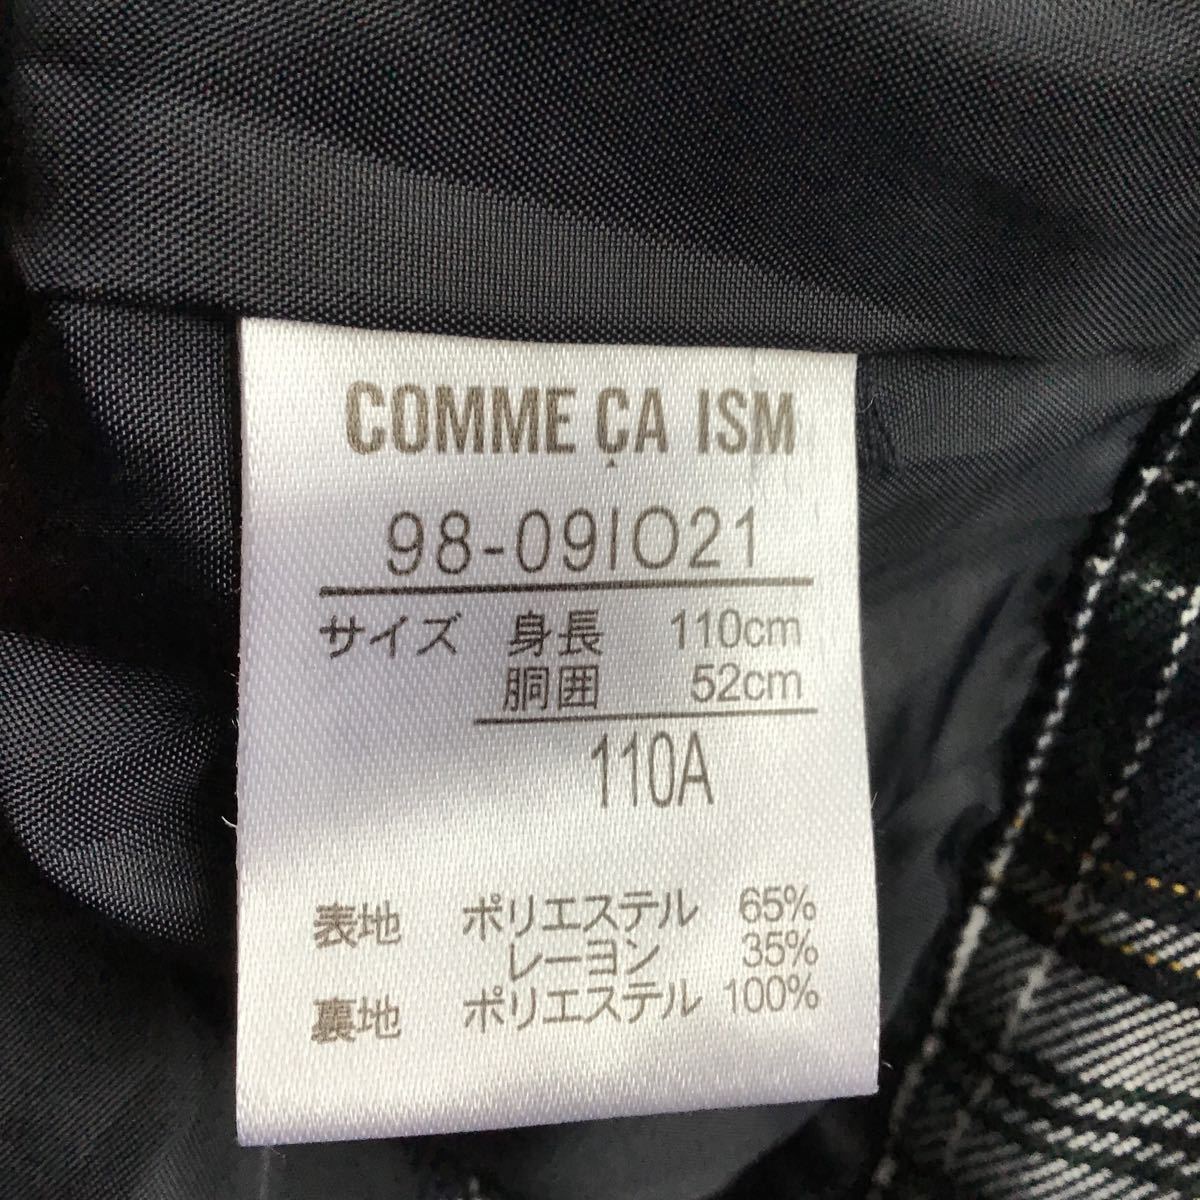 COMME ÇA ISM
98-09IO21
サイズ 身長 110cm
胴囲 52cm
110A
表地 ポリエステル 65%
レーヨン 35%
裏地 ポリエステル 100%